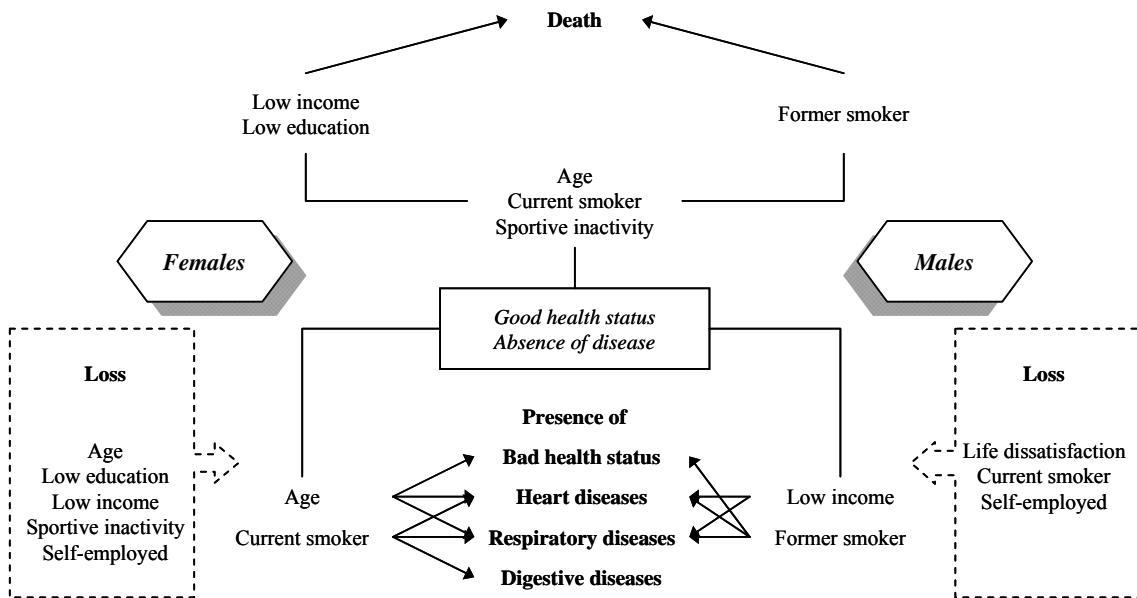 Death
Low income
Low education
Former smoker
Age
Current smoker
Sportive inactivity
Females
Males
Good health status
Absence of disease
Loss
Age
Low education
Low income
Sportive inactivity
Self-employed
Age
Current smoker
Presence of
Bad health status
Heart diseases
Respiratory diseases
Digestive diseases
Low income
Former smoker
Loss
Life dissatisfaction
Current smoker
Self-employed